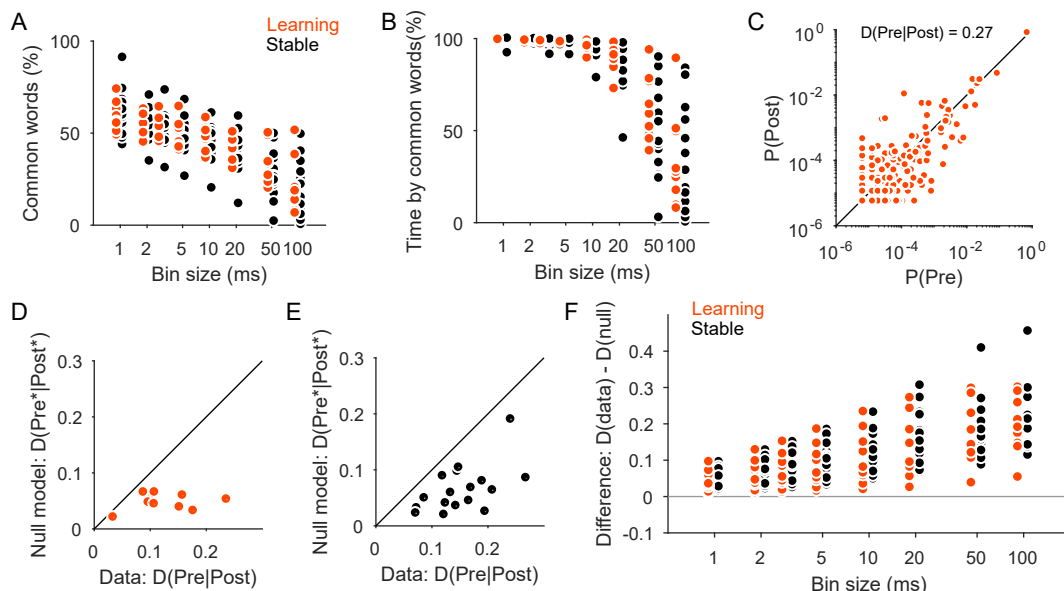 A
Learning
Stable
Common words (%)
100
50
0
1 2 5 10 20 50 100
Bin size (ms)
B
Time by common words(%)
100
50
0
1 2 5 10 20 50 100
Bin size (ms)
C
D(Pre|Post) = 0.27
P(Post)
10^0
10^-2
10^-4
10^-6
10^-6 10^-4 10^-2 10^0
P(Pre)
D
Null model: D(Pre*|Post*)
0.3
0.2
0.1
0
0 0.1 0.2
Data: D(Pre|Post)
E
Null model: D(Pre*|Post*)
0.3
0.2
0.1
0
0 0.1 0.2
Data: D(Pre|Post)
F
Learning
Stable
Difference: D(data) - D(null)
0.4
0.3
0.2
0.1
0
-0.1
1 2 5 10 20 50 100
Bin size (ms)